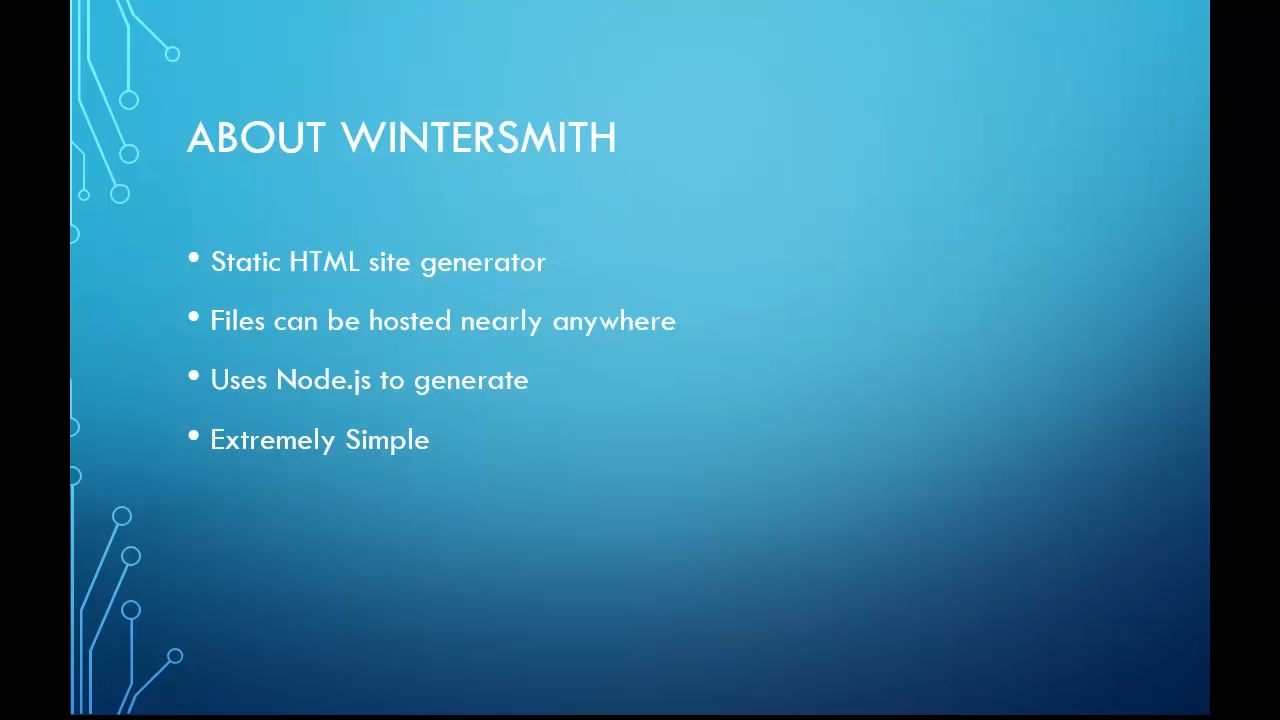 ABOUT WINTERSMITH
• Static HTML site generator
• Files can be hosted nearly anywhere
• Uses Node.js to generate
• Extremely Simple